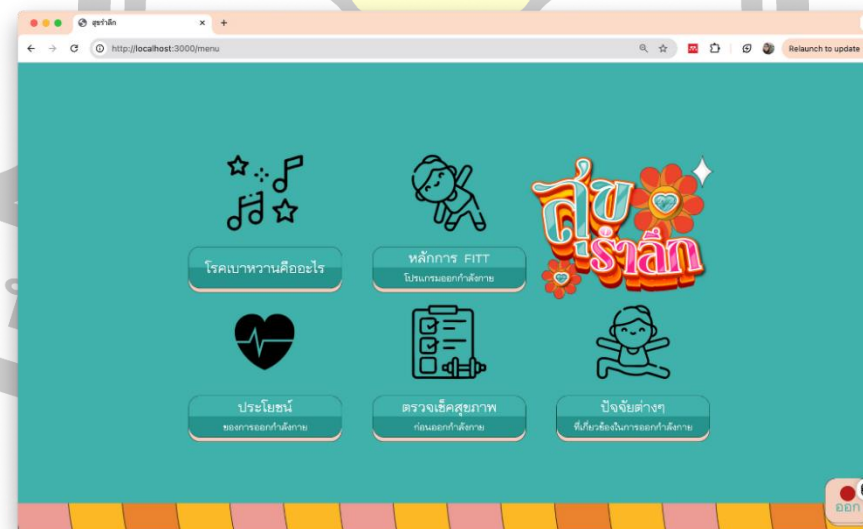 สุขรำลึก
http://localhost:3000/menu
Relaunch to update
สุข
รำลึก
โรคเบาหวานคืออะไร
หลักการ FITT
โปรแกรมออกกำลังกาย
ประโยชน์
ของการออกกำลังกาย
ตรวจเช็คสุขภาพ
ก่อนออกกำลังกาย
ปัจจัยต่างๆ
ที่เกี่ยวข้องในการออกกำลังกาย
ออก